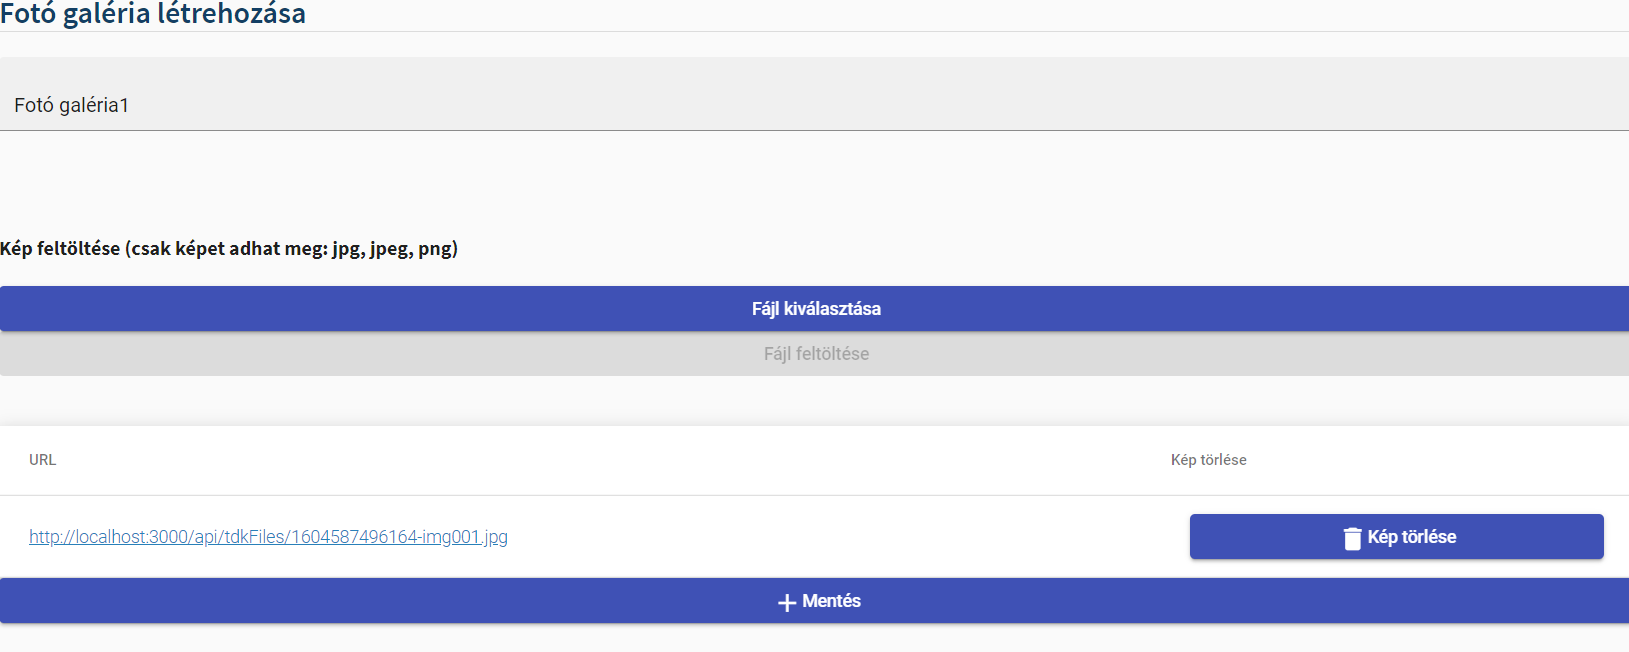 Fotó galéria létrehozása
Fotó galéria1
Kép feltöltése (csak képet adhat meg: jpg, jpeg, png)
Fájl kiválasztása
Fájl feltöltése
URL Kép törlése
http://localhost:3000/api/tdkFiles/1604587496164-img001.jpg Kép törlése
Mentés